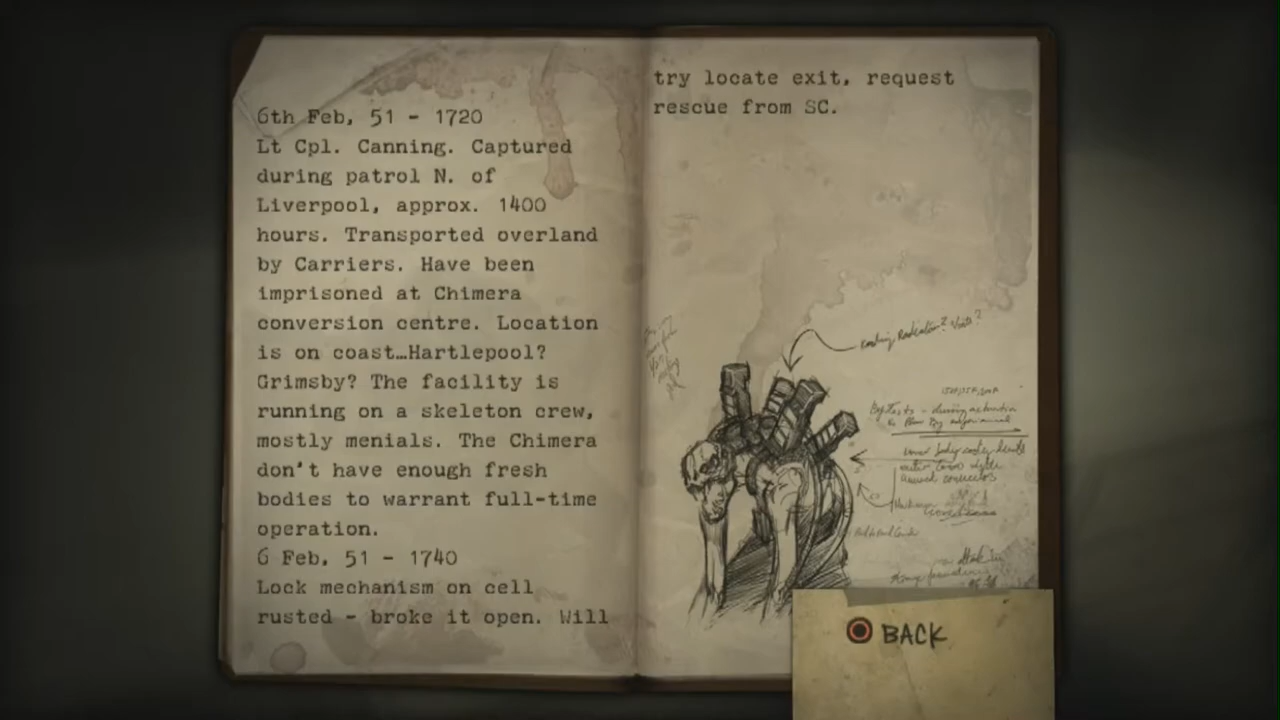 6th Feb, 51 - 1720
Lt Cpl. Canning. Captured
during patrol N. of
Liverpool, approx. 1400
hours. Transported overland
by Carriers. Have been
imprisoned at Chimera
conversion centre. Location
is on coast…Hartlepool?
Grimsby? The facility is
running on a skeleton crew,
mostly menials. The Chimera
don't have enough fresh
bodies to warrant full-time
operation.
6 Feb, 51 - 1740
Lock mechanism on cell
rusted - broke it open. Will
try locate exit, request
rescue from SC.
BACK